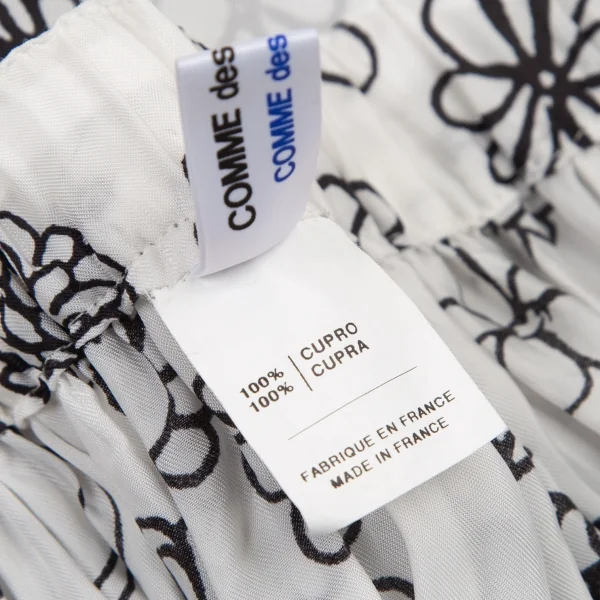 COMME des
COMME des
100% | CUPRO
100% | CUPRA
FABRIQUE EN FRANCE
MADE IN FRANCE